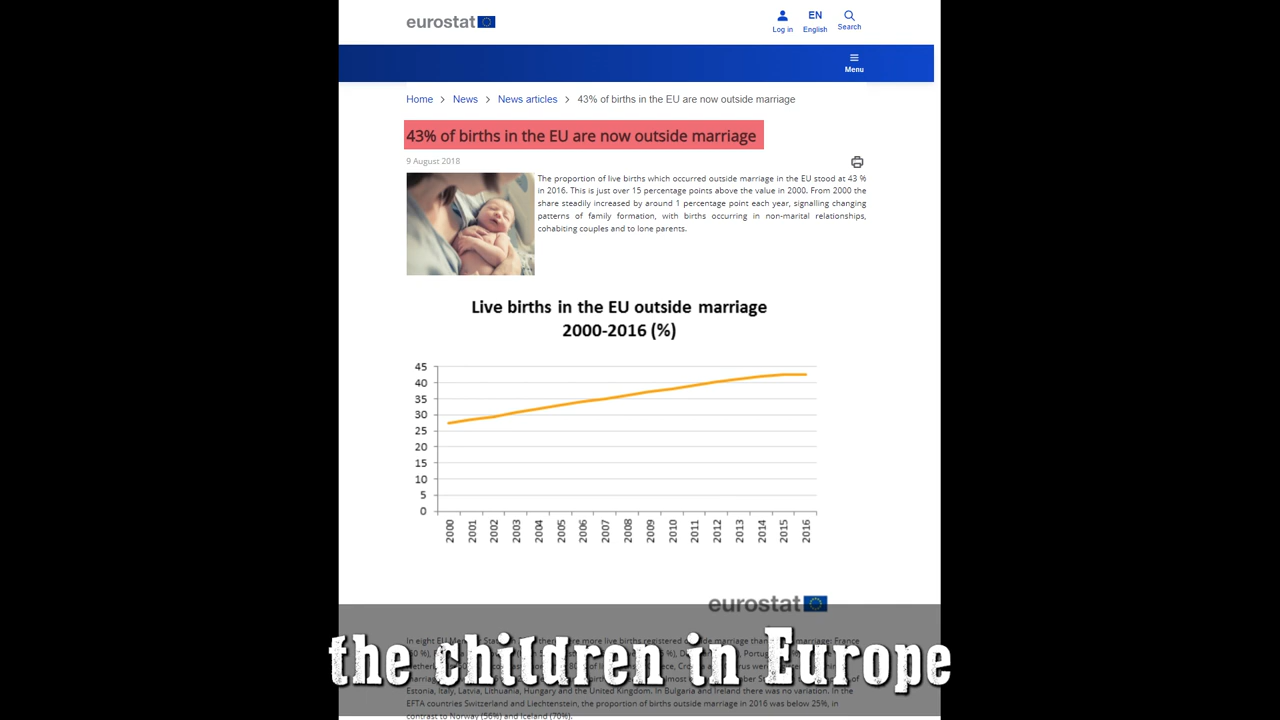 eurostat
EN
Log in English Search
Menu
Home > News > News articles > 43% of births in the EU are now outside marriage
43% of births in the EU are now outside marriage
9 August 2018
The proportion of live births which occurred outside marriage in the EU stood at 43 %
in 2016. This is just over 15 percentage points above the value in 2000. From 2000 the
share steadily increased by around 1 percentage point each year, signalling changing
patterns of family formation, with births occurring in non-marital relationships,
cohabiting couples and to lone parents.
Live births in the EU outside marriage
2000-2016 (%)
45
40
35
30
25
20
15
10
5
0
2000 2001 2002 2003 2004 2005 2006 2007 2008 2009 2010 2011 2012 2013 2014 2015 2016
eurostat
In eight EU more live births registered marriage: France
the children in Europe
Estonia, Italy, Latvia, Lithuania, Hungary and the United Kingdom. In Bulgaria and Ireland there was no variation. In the
EFTA countries Switzerland and Liechtenstein, the proportion of births outside marriage in 2016 was below 25%, in
contrast to Norway (56%) and Iceland (70%).